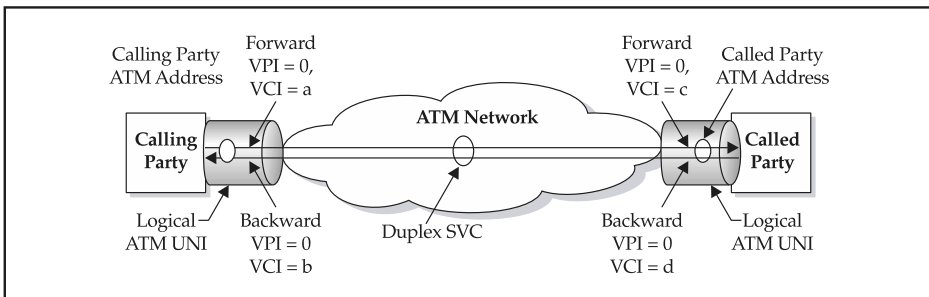 Calling Party
ATM Address
Forward
VPI = 0,
VCI = a
Forward
VPI = 0,
VCI = c
Called Party
ATM Address
ATM Network
Calling
Party
Called
Party
Logical
ATM UNI
Backward
VPI = 0
VCI = b
Duplex SVC
Backward
VPI = 0
VCI = d
Logical
ATM UNI